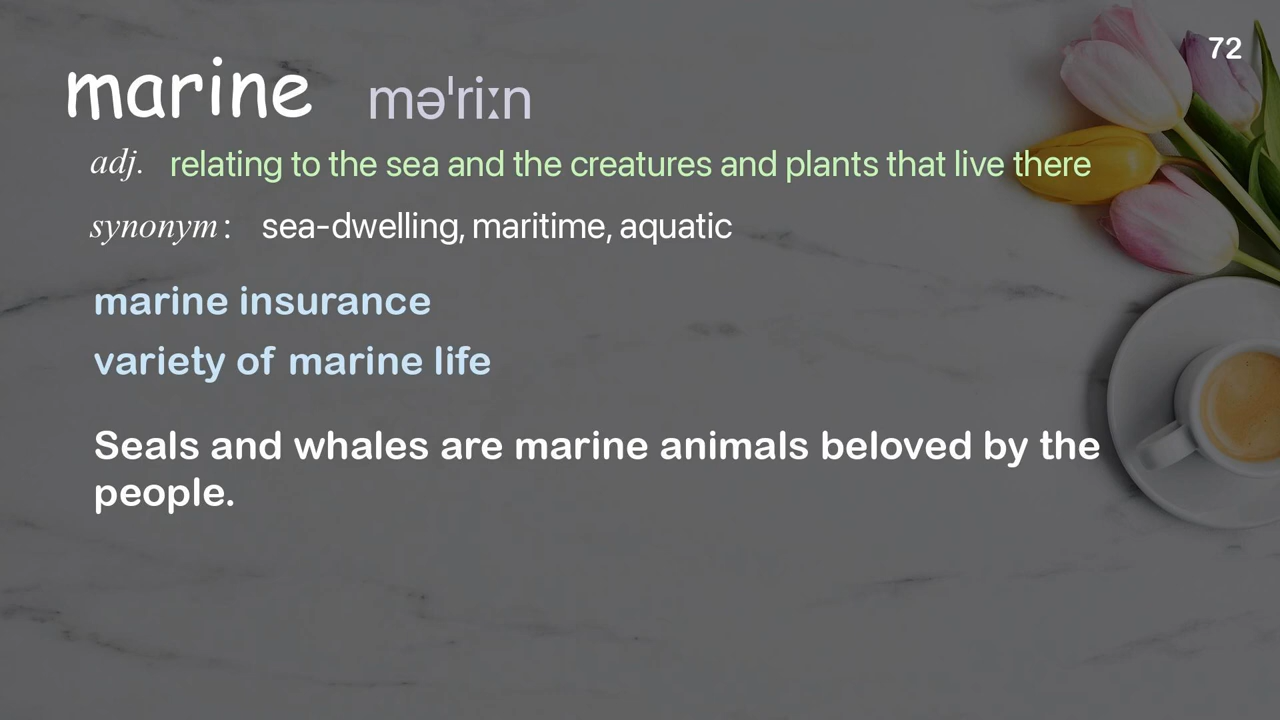 72
marine məˈriːn
adj. relating to the sea and the creatures and plants that live there
synonym: sea-dwelling, maritime, aquatic
marine insurance
variety of marine life
Seals and whales are marine animals beloved by the
people.